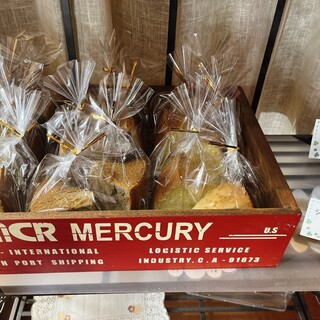 MERCURY
U.S
INTERNATIONAL
LOGISTIC SERVICE
PORT SHIPPING
INDUSTRY, C.A - 91673